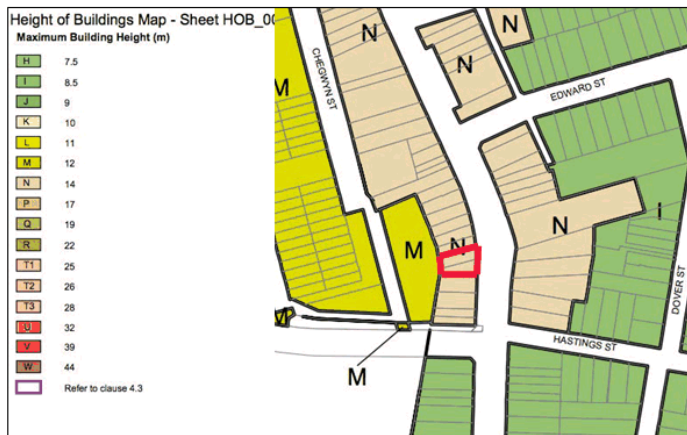 Height of Buildings Map - Sheet HOB_00
Maximum Building Height (m)
H 7.5
I 8.5
J 9
K 10
L 11
M 12
N 14
P 17
Q 19
R 22
T1 25
T2 26
T3 28
U 32
V 39
W 44
Refer to clause 4.3
CHEGWYN ST
N
N
N
M
EDWARD ST
M
N
N
I
DOVER ST
M
HASTINGS ST
M